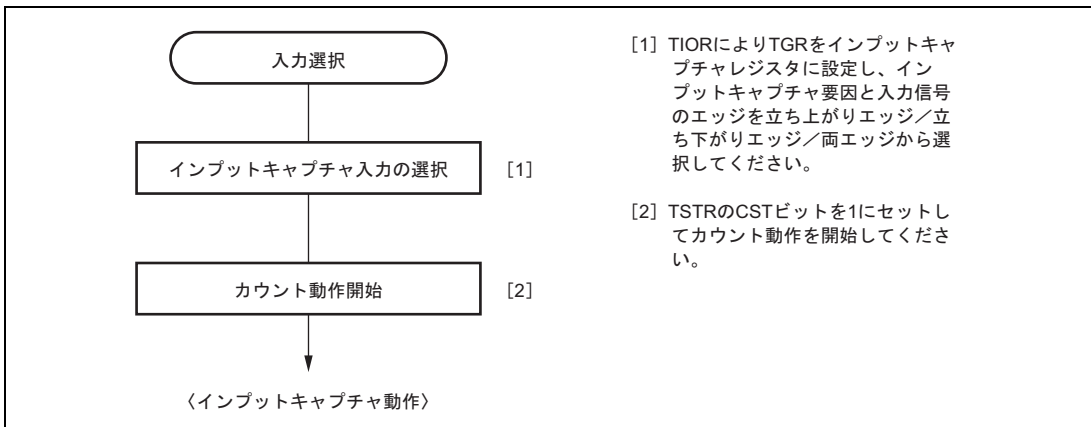 入力選択
インプットキャプチャ入力の選択 [1]
カウント動作開始 [2]
〈インプットキャプチャ動作〉
[1] TIORによりTGRをインプットキャ
プチャレジスタに設定し、イン
プットキャプチャ要因と入力信号
のエッジを立ち上がりエッジ／立
ち下がりエッジ／両エッジから選
択してください。
[2] TSTRのCSTビットを1にセットし
てカウント動作を開始してくださ
い。